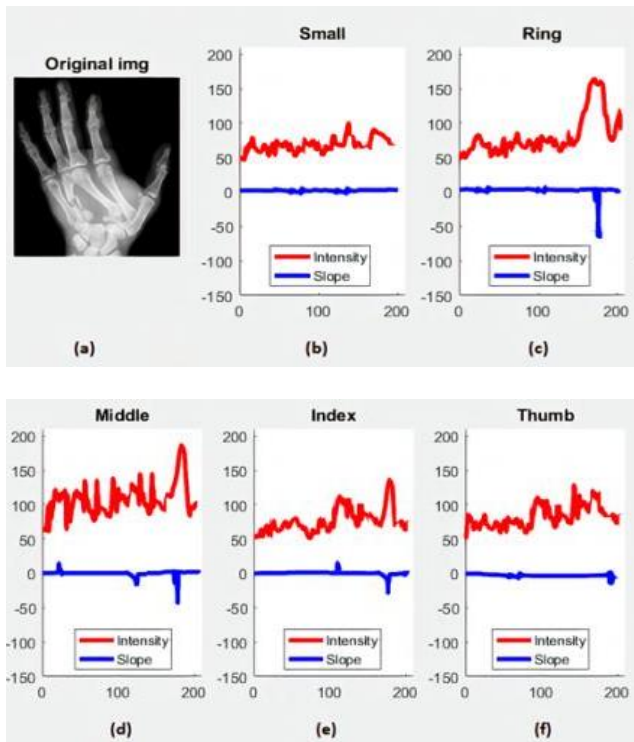 Original img
(a)
Small
200
150
100
50
0
-50
-100
-150
Intensity
Slope
0 100 200
(b)
Ring
200
150
100
50
0
-50
-100
-150
Intensity
Slope
0 100 200
(c)
Middle
200
150
100
50
0
-50
-100
-150
Intensity
Slope
0 100 200
(d)
Index
200
150
100
50
0
-50
-100
-150
Intensity
Slope
0 100 200
(e)
Thumb
200
150
100
50
0
-50
-100
-150
Intensity
Slope
0 100 200
(f)